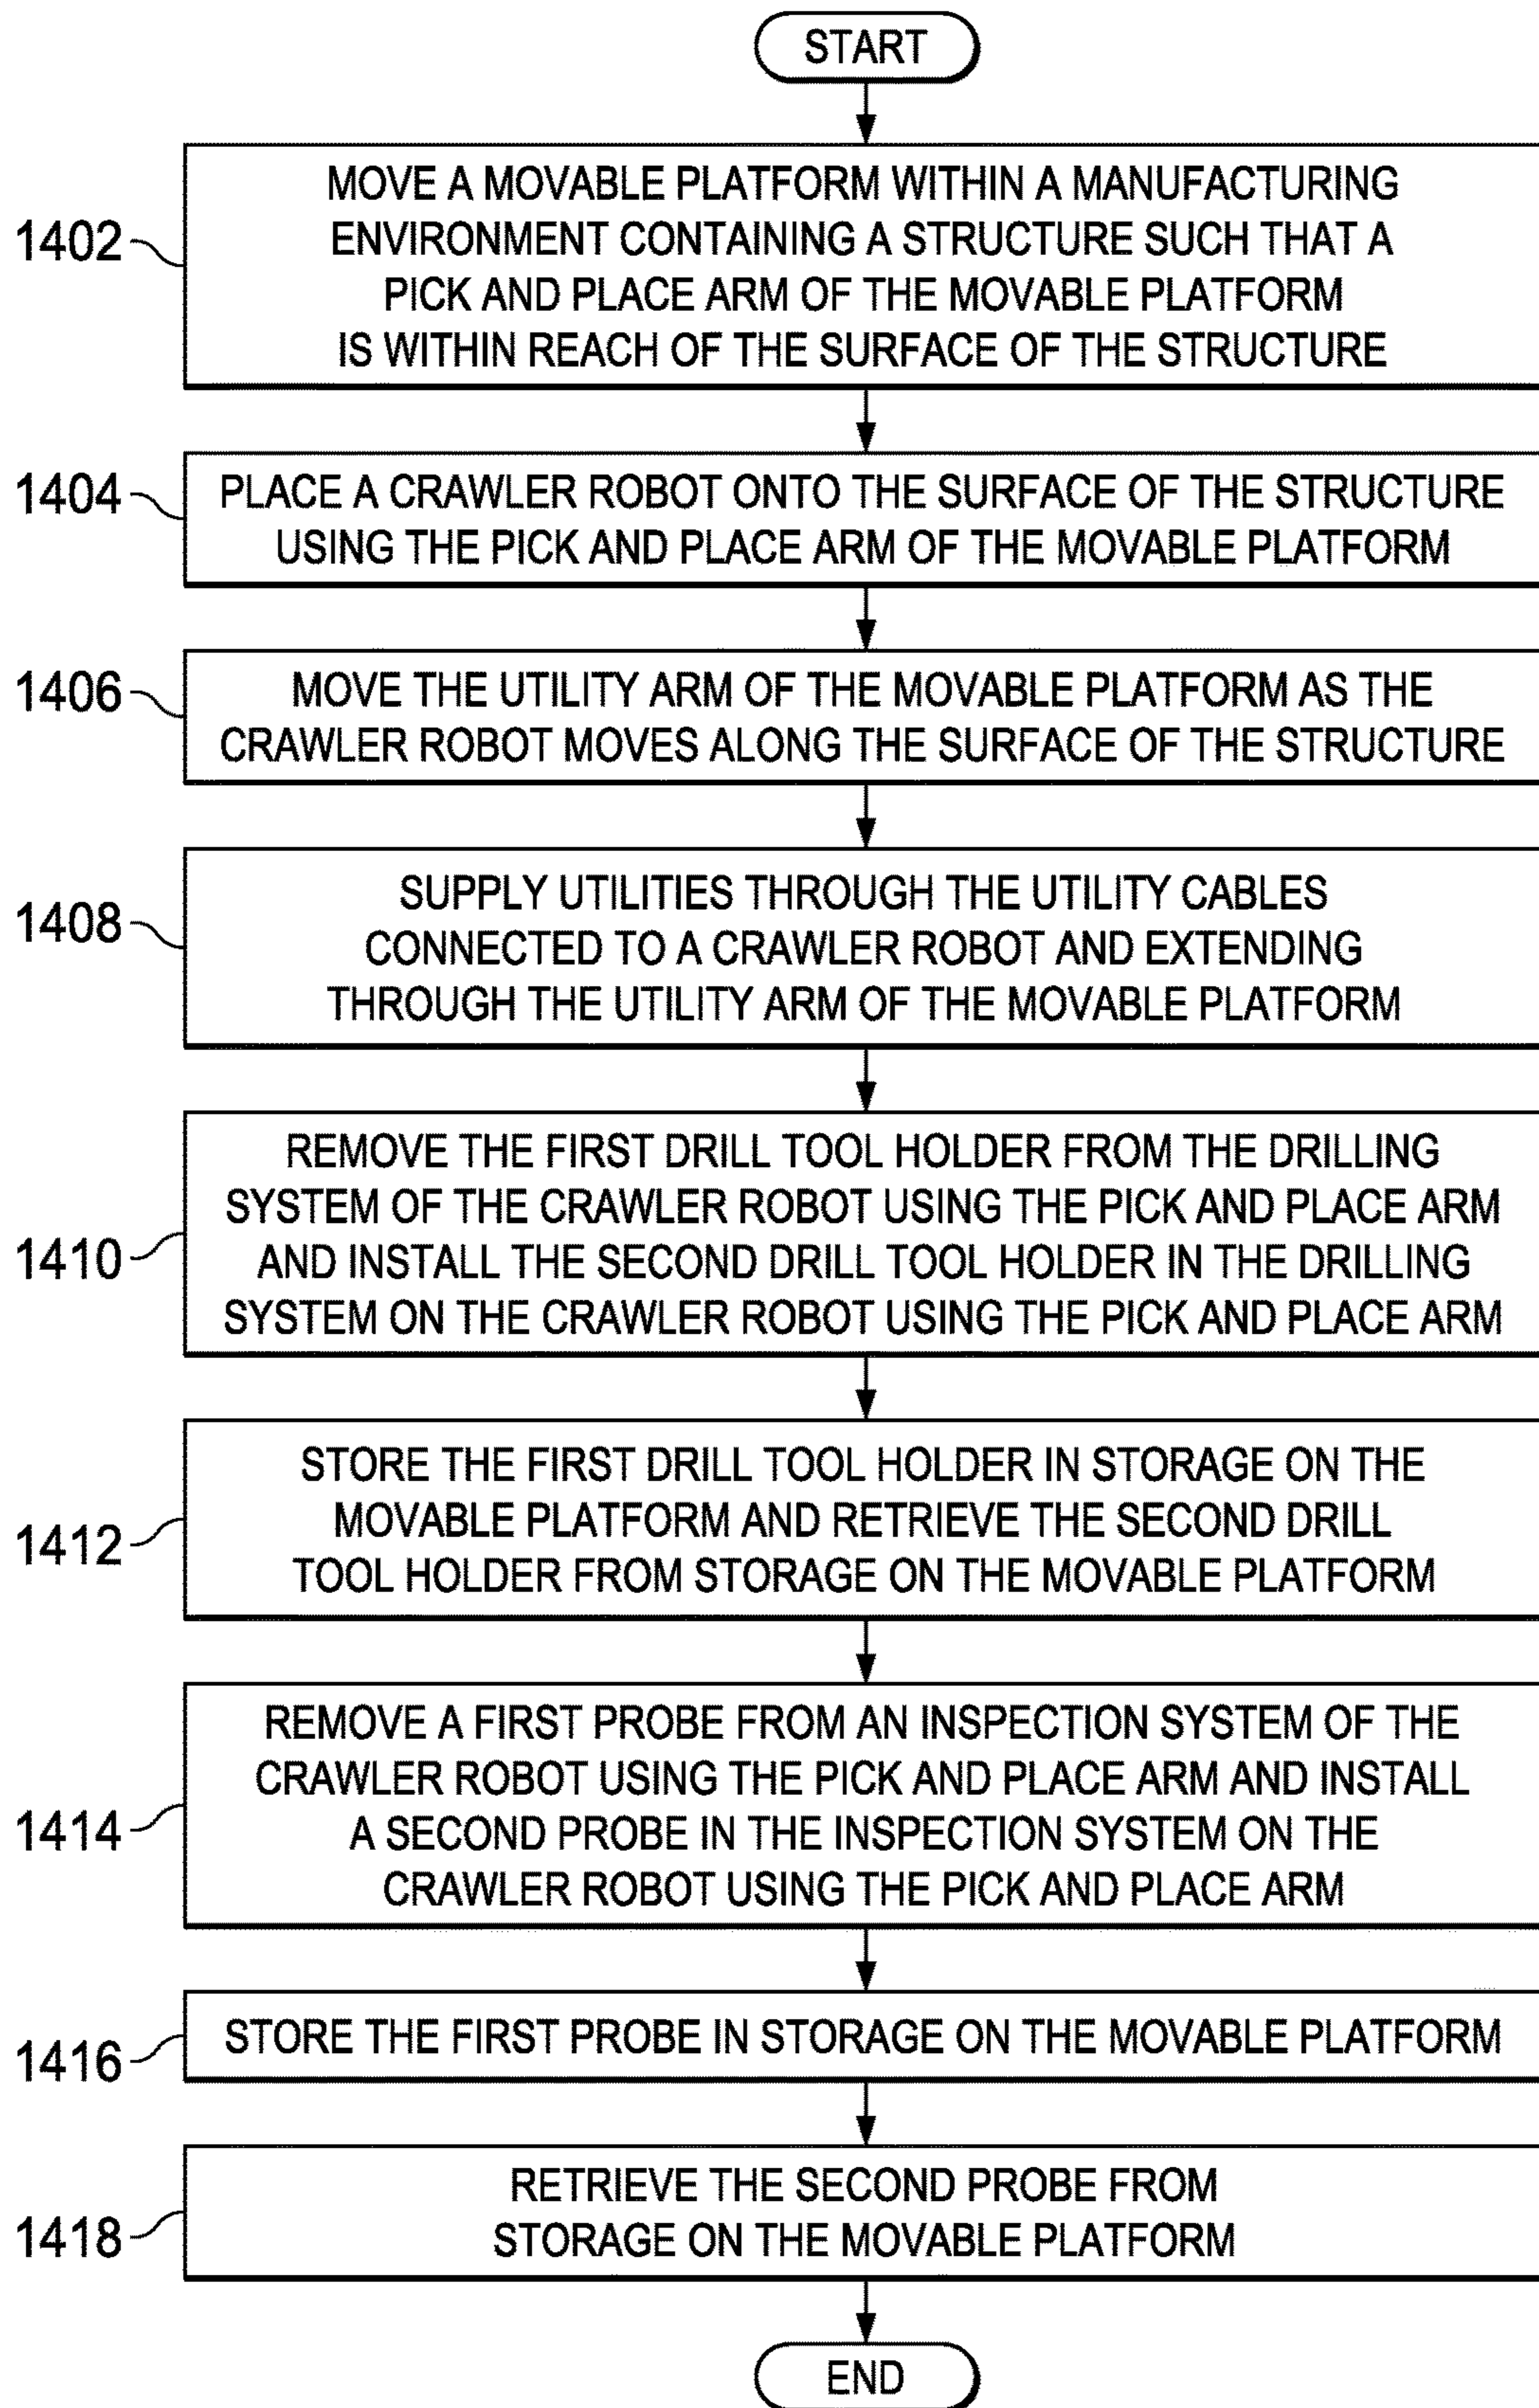 START
1402
MOVE A MOVABLE PLATFORM WITHIN A MANUFACTURING
ENVIRONMENT CONTAINING A STRUCTURE SUCH THAT A
PICK AND PLACE ARM OF THE MOVABLE PLATFORM
IS WITHIN REACH OF THE SURFACE OF THE STRUCTURE
1404
PLACE A CRAWLER ROBOT ONTO THE SURFACE OF THE STRUCTURE
USING THE PICK AND PLACE ARM OF THE MOVABLE PLATFORM
1406
MOVE THE UTILITY ARM OF THE MOVABLE PLATFORM AS THE
CRAWLER ROBOT MOVES ALONG THE SURFACE OF THE STRUCTURE
1408
SUPPLY UTILITIES THROUGH THE UTILITY CABLES
CONNECTED TO A CRAWLER ROBOT AND EXTENDING
THROUGH THE UTILITY ARM OF THE MOVABLE PLATFORM
1410
REMOVE THE FIRST DRILL TOOL HOLDER FROM THE DRILLING
SYSTEM OF THE CRAWLER ROBOT USING THE PICK AND PLACE ARM
AND INSTALL THE SECOND DRILL TOOL HOLDER IN THE DRILLING
SYSTEM ON THE CRAWLER ROBOT USING THE PICK AND PLACE ARM
1412
STORE THE FIRST DRILL TOOL HOLDER IN STORAGE ON THE
MOVABLE PLATFORM AND RETRIEVE THE SECOND DRILL
TOOL HOLDER FROM STORAGE ON THE MOVABLE PLATFORM
1414
REMOVE A FIRST PROBE FROM AN INSPECTION SYSTEM OF THE
CRAWLER ROBOT USING THE PICK AND PLACE ARM AND INSTALL
A SECOND PROBE IN THE INSPECTION SYSTEM ON THE
CRAWLER ROBOT USING THE PICK AND PLACE ARM
1416
STORE THE FIRST PROBE IN STORAGE ON THE MOVABLE PLATFORM
1418
RETRIEVE THE SECOND PROBE FROM
STORAGE ON THE MOVABLE PLATFORM
END